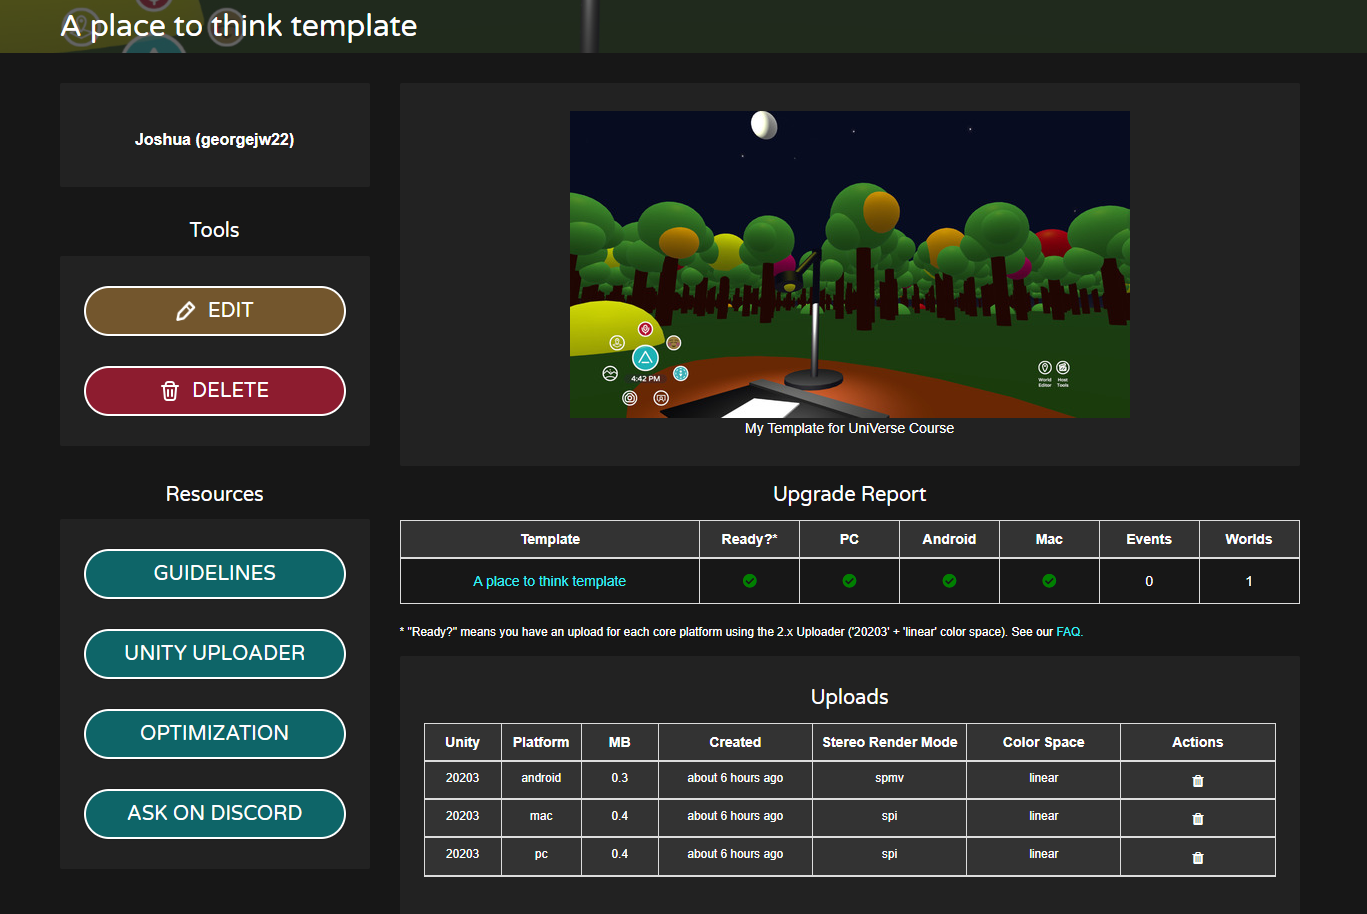 A place to think template
Joshua (georgejw22)
Tools
EDIT
DELETE
Resources
GUIDELINES
UNITY UPLOADER
OPTIMIZATION
ASK ON DISCORD
4:42 PM
World Editor
Host Tools
My Template for UniVerse Course
Upgrade Report
Template Ready?* PC Android Mac Events Worlds
A place to think template 0 1
* "Ready?" means you have an upload for each core platform using the 2.x Uploader ('20203' + 'linear' color space). See our FAQ.
Uploads
Unity Platform MB Created Stereo Render Mode Color Space Actions
20203 android 0.3 about 6 hours ago spmv linear
20203 mac 0.4 about 6 hours ago spi linear
20203 pc 0.4 about 6 hours ago spi linear